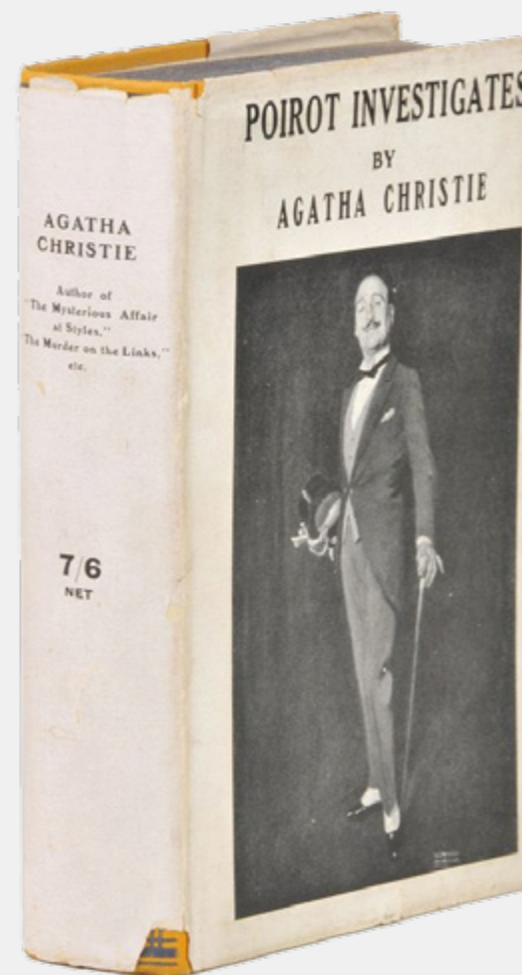 AGATHA
CHRISTIE
Author of
"The Mysterious Affair
at Styles,"
The Murder on the Links,"
etc.
7/6
NET
POIROT INVESTIGATES
BY
AGATHA CHRISTIE